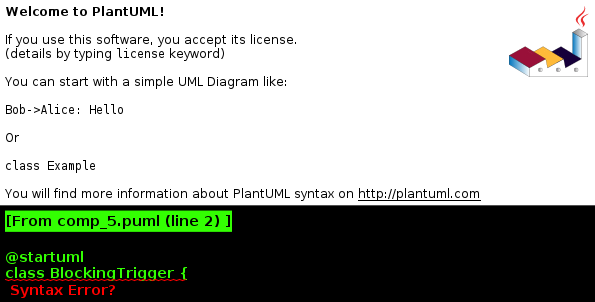 Welcome to PlantUML!
If you use this software, you accept its license.
(details by typing license keyword)
You can start with a simple UML Diagram like:
Bob->Alice: Hello
Or
class Example
You will find more information about PlantUML syntax on http://plantuml.com
[From comp_5.puml (line 2) ]
@startuml
class BlockingTrigger {
Syntax Error?